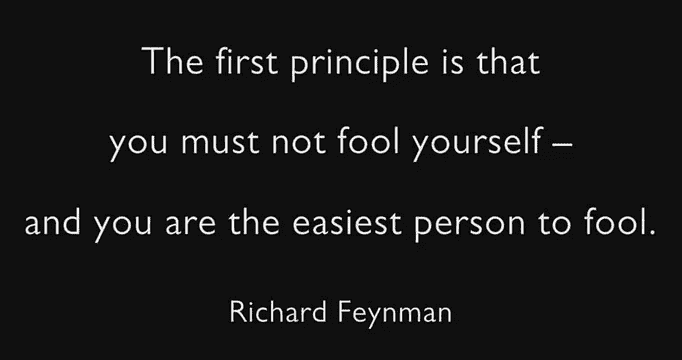 The first principle is that
you must not fool yourself –
and you are the easiest person to fool.
Richard Feynman